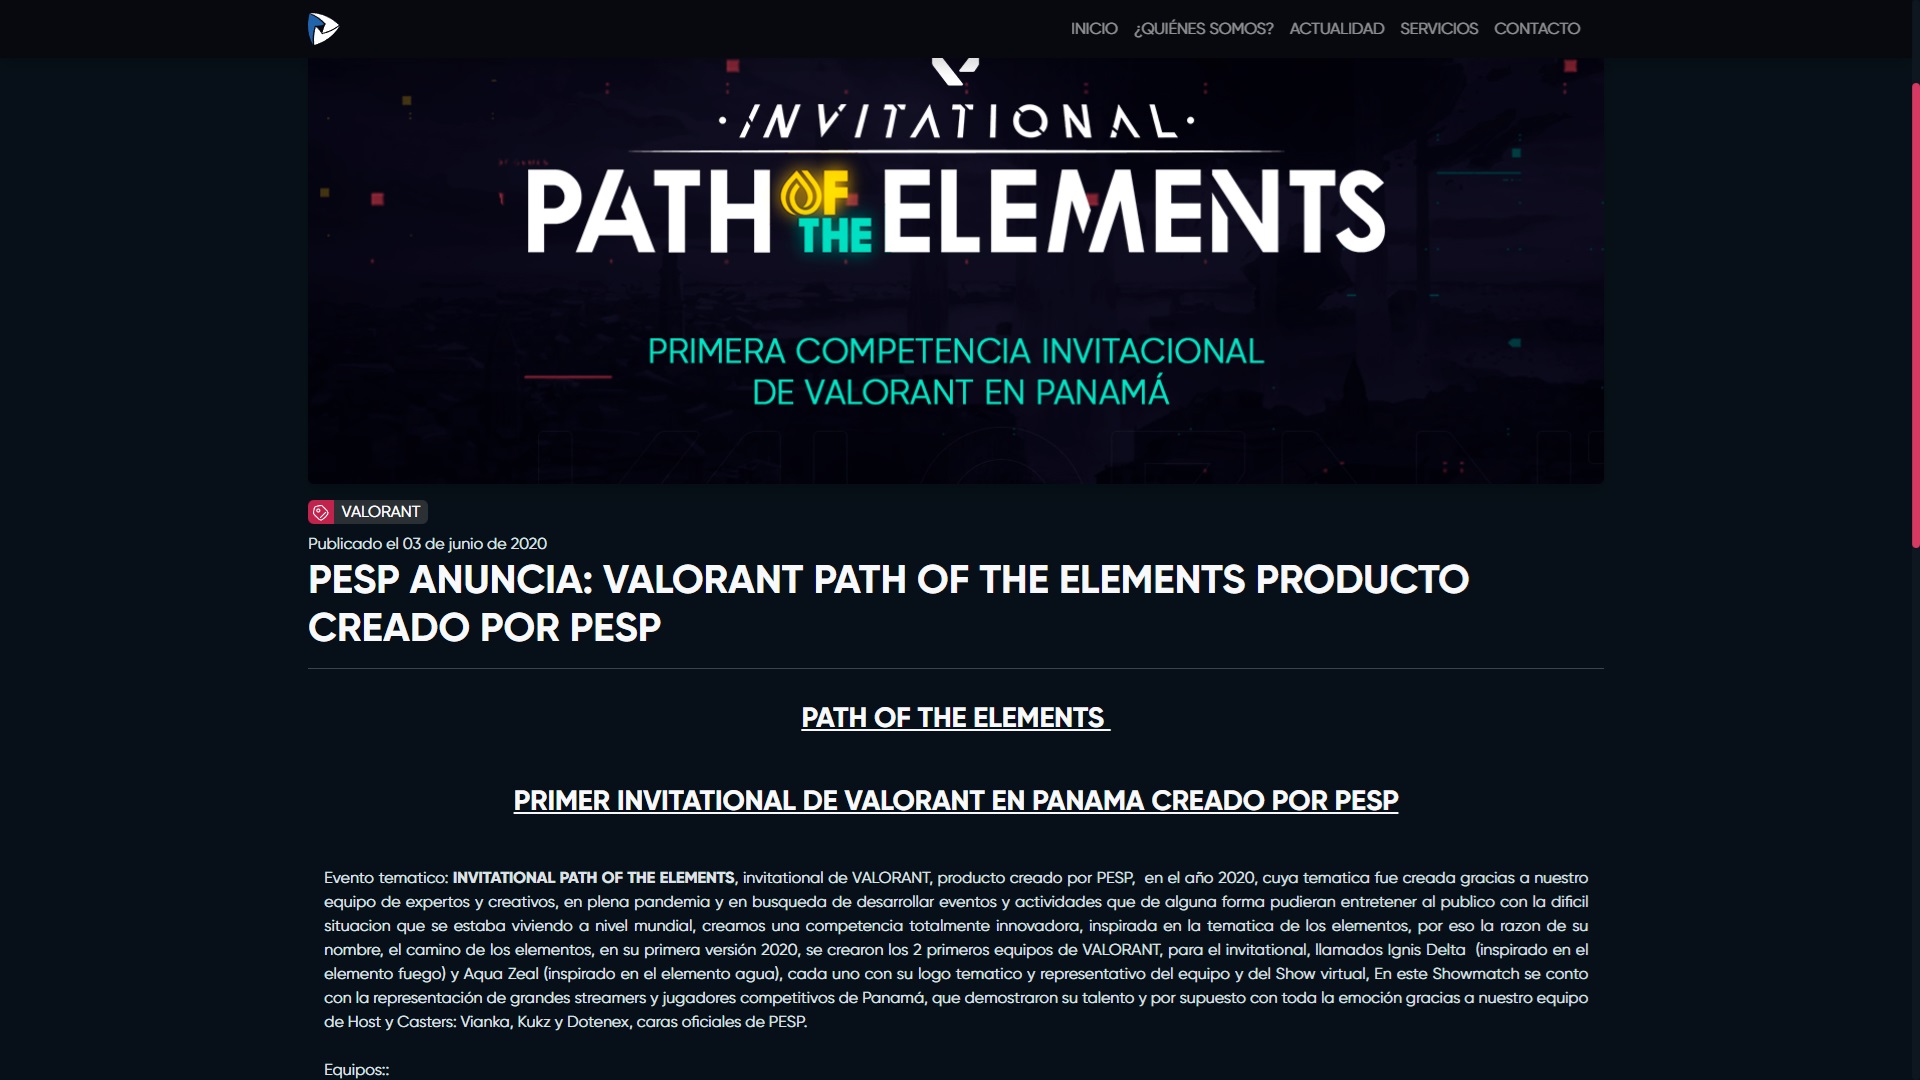 INICIO ¿QUIÉNES SOMOS? ACTUALIDAD SERVICIOS CONTACTO
·INVITATIONAL·
PATH OF THE ELEMENTS
PRIMERA COMPETENCIA INVITACIONAL
DE VALORANT EN PANAMÁ
VALORANT
Publicado el 03 de junio de 2020
PESP ANUNCIA: VALORANT PATH OF THE ELEMENTS PRODUCTO
CREADO POR PESP
PATH OF THE ELEMENTS
PRIMER INVITATIONAL DE VALORANT EN PANAMA CREADO POR PESP
Evento tematico: INVITATIONAL PATH OF THE ELEMENTS, invitational de VALORANT, producto creado por PESP,  en el año 2020, cuya tematica fue creada gracias a nuestro
equipo de expertos y creativos, en plena pandemia y en busqueda de desarrollar eventos y actividades que de alguna forma pudieran entretener al publico con la dificil
situacion que se estaba viviendo a nivel mundial, creamos una competencia totalmente innovadora, inspirada en la tematica de los elementos, por eso la razon de su
nombre, el camino de los elementos, en su primera versión 2020, se crearon los 2 primeros equipos de VALORANT, para el invitational, llamados Ignis Delta  (inspirado en el
elemento fuego) y Aqua Zeal (inspirado en el elemento agua), cada uno con su logo tematico y representativo del equipo y del Show virtual, En este Showmatch se conto
con la representación de grandes streamers y jugadores competitivos de Panamá, que demostraron su talento y por supuesto con toda la emoción gracias a nuestro equipo
de Host y Casters: Vianka, Kukz y Dotenex, caras oficiales de PESP.
Equipos::